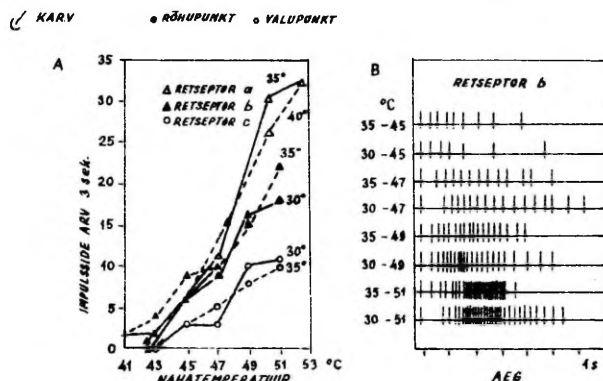 KARV ● RÕHUPUNKT ○ VALUPUNKT
A
IMPULSSIDE ARV 3 sek.
35
30
25
20
15
10
5
0
RETSEPTOR a
RETSEPTOR b
RETSEPTOR c
35°
40°
35°
30°
30°
35°
41 43 45 47 49 51 53 °C
NAHATEMPERATUUR
B
RETSEPTOR b
°C
35 - 45
30 - 45
35 - 47
30 - 47
35 - 49
30 - 49
35 - 51
30 - 51
1s
AEG